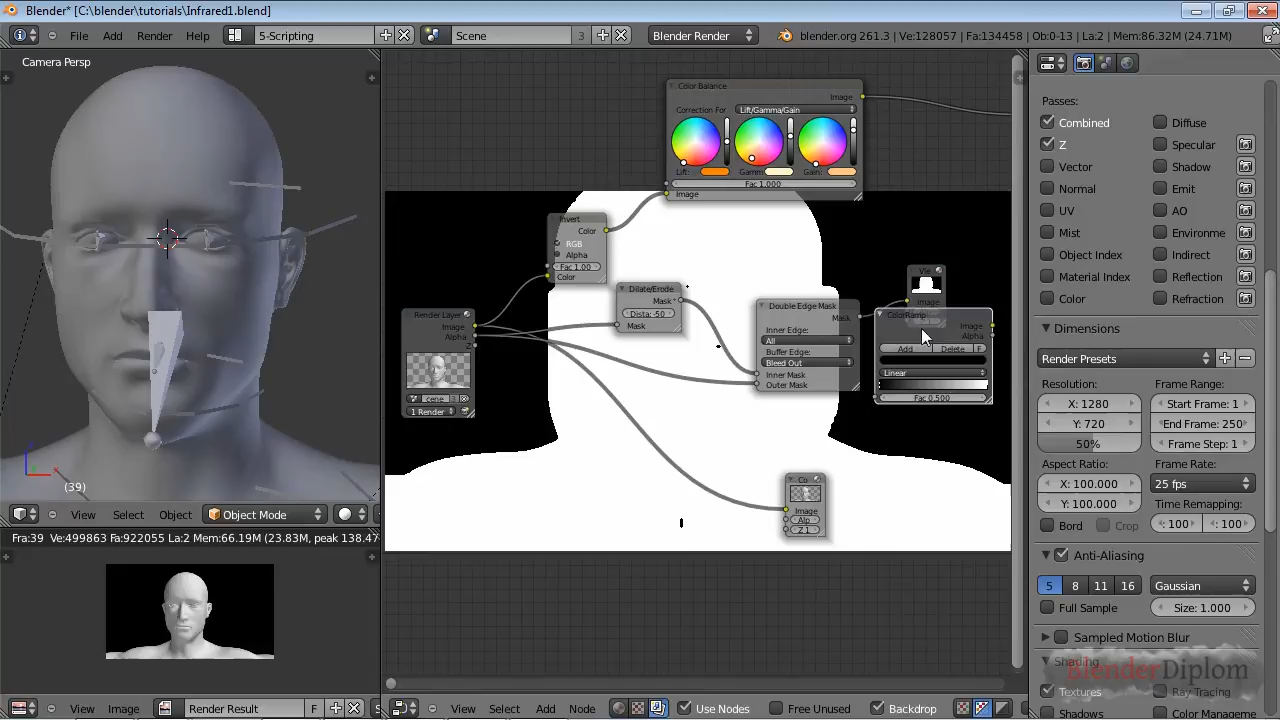 Blender* [C:\blender\tutorials\Infrared1.blend]
File Add Render Help 5-Scripting Scene 3 Blender Render blender.org 261.3 | Ve:128057 | Fa:134458 | Ob:0-13 | La:2 | Mem:86.32M (24.71M)
Camera Persp
(39)
View Select Object Object Mode
Fra:39 Ve:499863 Fa:922055 La:2 Mem:66.19M (23.83M, peak 138.47
View Image Render Result F
Color Balance
Image
Correction For Lift/Gamma/Gain
Lift: Gamm Gain:
Fac 1.000
Image
Invert
Color
RGB
Alpha
Fac 1.00
Color
Dilate/Erode
Mask
Dista: -50
Mask
Render Layer
Image
Alpha
Z
cene
1 Render
Double Edge Mask
Mask
Inner Edge:
All
Buffer Edge:
Bleed Out
Inner Mask
Outer Mask
Vie
Image
ColorRamp
Image
Alpha
Add Delete F
Linear
Fac 0.500
Co
Image
Alp
Z 1
View Select Add Node Use Nodes Free Unused Backdrop
Passes:
Combined Diffuse
Z Specular
Vector Shadow
Normal Emit
UV AO
Mist Environme
Object Index Indirect
Material Index Reflection
Color Refraction
Dimensions
Render Presets
Resolution: Frame Range:
X: 1280 Start Frame: 1
Y: 720 End Frame: 250
50% Frame Step: 1
Aspect Ratio: Frame Rate:
X: 100.000 25 fps
Y: 100.000 Time Remapping:
Bord Crop : 100 : 100
Anti-Aliasing
5 8 11 16 Gaussian
Full Sample Size: 1.000
Sampled Motion Blur
Shading
BlenderDiplom
Textures Ray Tracing
Shadows Color Manageme